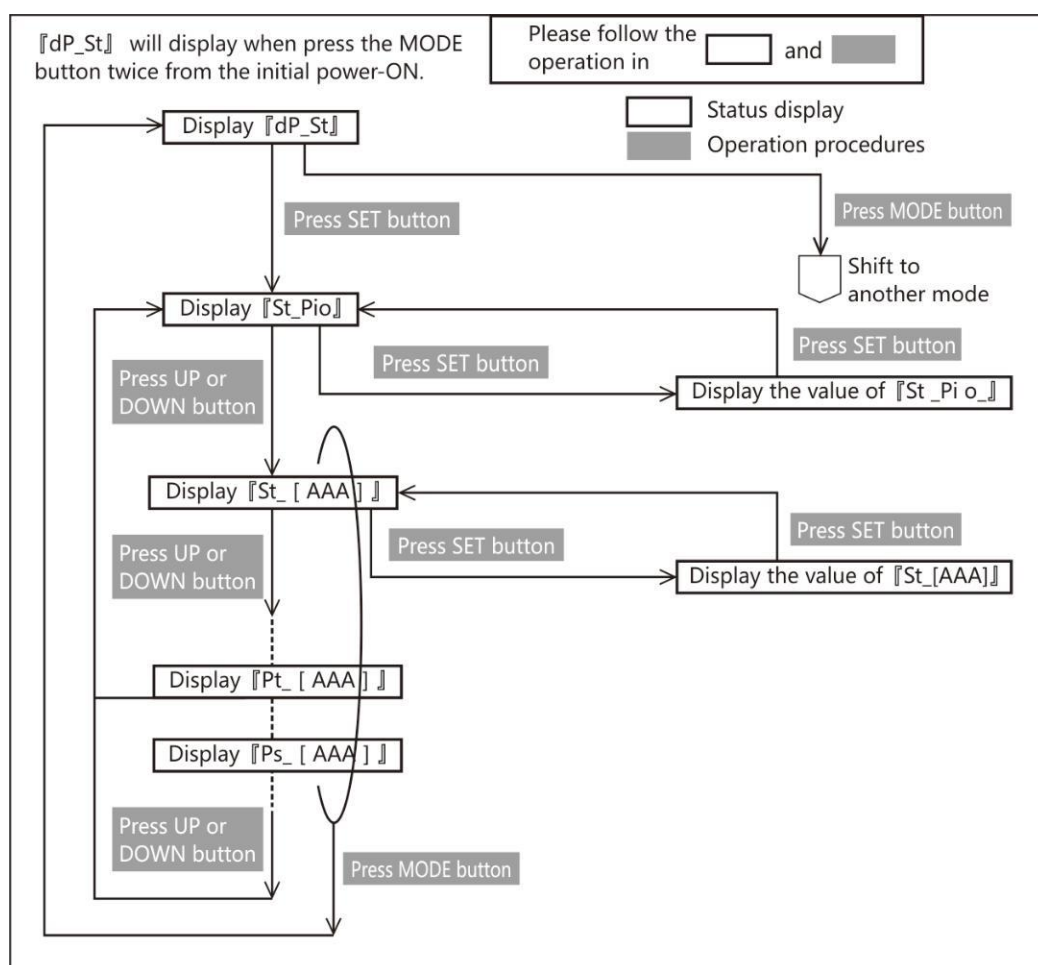 『dP_St』 will display when press the MODE
button twice from the initial power-ON.
Please follow the
operation in
and
Status display
Operation procedures
Display 『dP_St』
Press SET button
Press MODE button
Shift to
another mode
Display 『St_Pio』
Press SET button
Press SET button
Press UP or
DOWN button
Display the value of 『St _Pi o_』
Display 『St_ [ AAA ] 』
Press SET button
Press SET button
Press UP or
DOWN button
Display the value of 『St_[AAA]』
Display 『Pt_ [ AAA ] 』
Display 『Ps_ [ AAA ] 』
Press UP or
DOWN button
Press MODE button